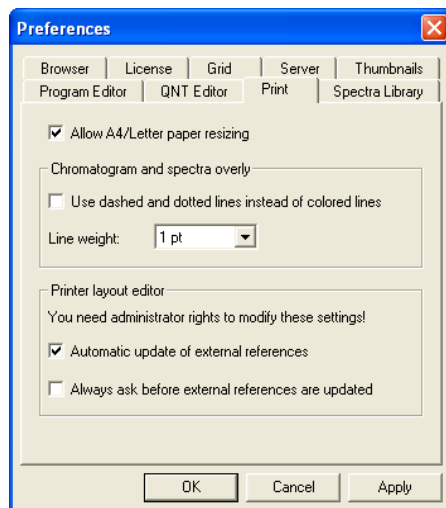 Preferences
Browser License Grid Server Thumbnails
Program Editor QNT Editor Print Spectra Library
Allow A4/Letter paper resizing
Chromatogram and spectra overly
Use dashed and dotted lines instead of colored lines
Line weight: 1 pt
Printer layout editor
You need administrator rights to modify these settings!
Automatic update of external references
Always ask before external references are updated
OK Cancel Apply